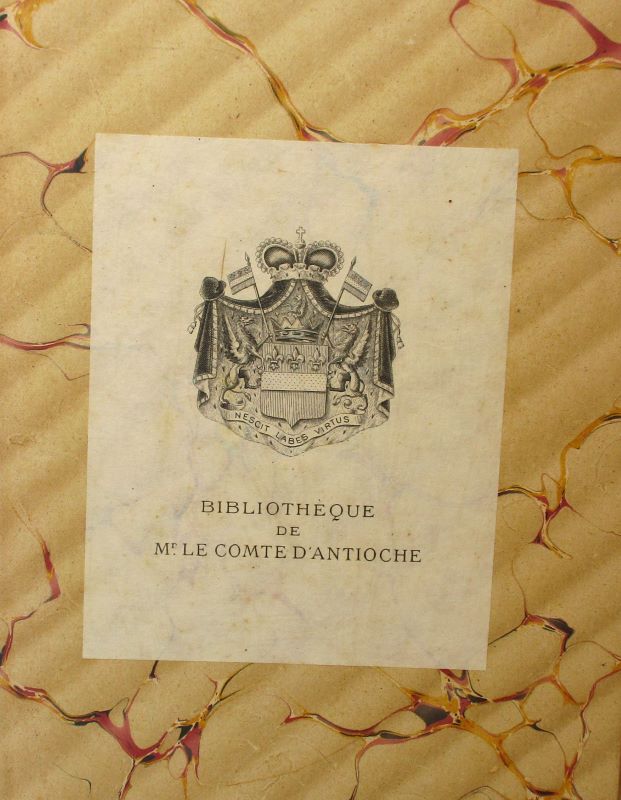 NESCIT LABES VIRTUS
BIBLIOTHÈQUE
DE
Mʳ. LE COMTE D'ANTIOCHE